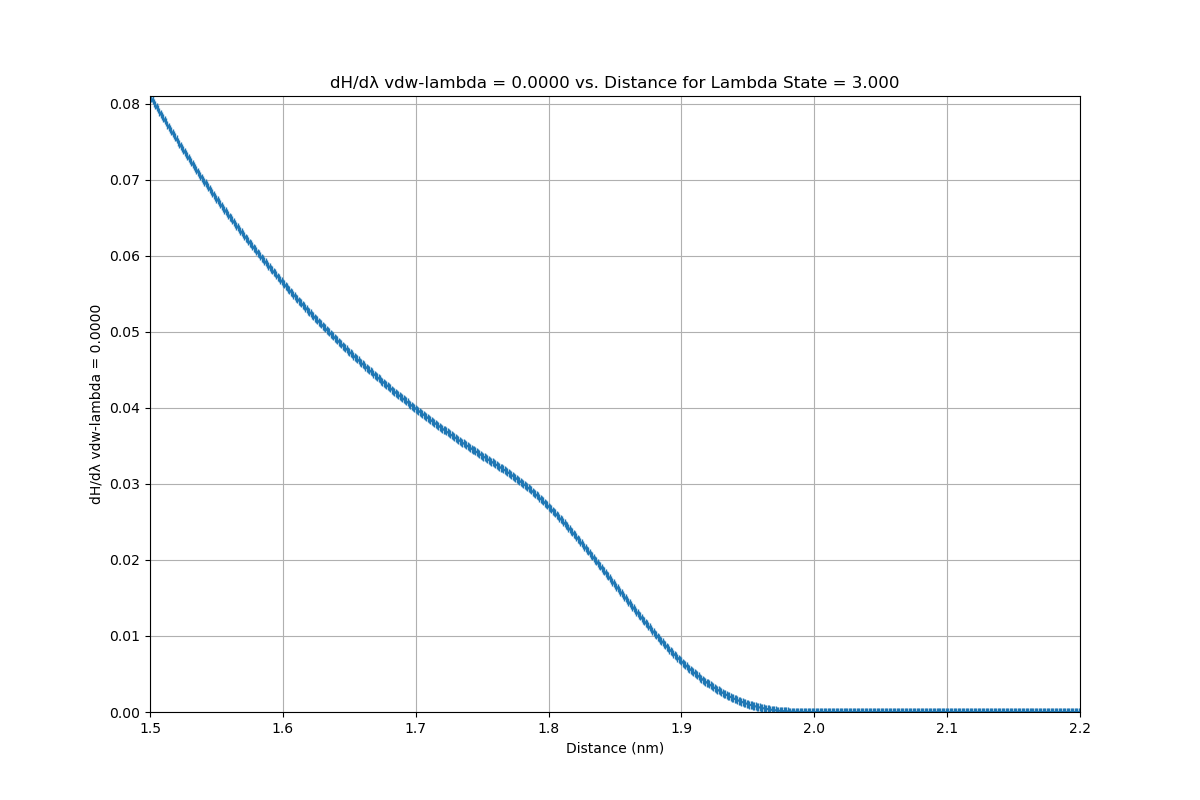 dH/dλ vdw-lambda = 0.0000 vs. Distance for Lambda State = 3.000
0.08
0.07
0.06
0.05
0.04
0.03
0.02
0.01
0.00
dH/dλ vdw-lambda = 0.0000
1.5 1.6 1.7 1.8 1.9 2.0 2.1 2.2
Distance (nm)